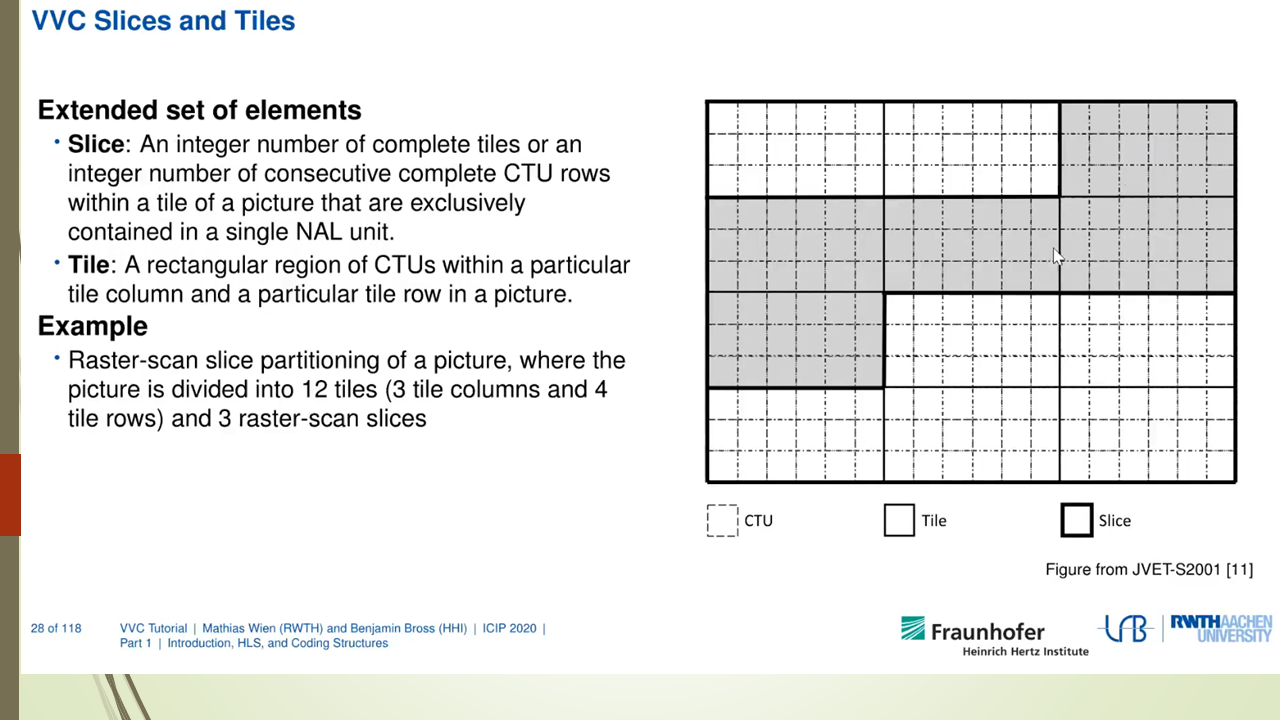 VVC Slices and Tiles
Extended set of elements
• Slice: An integer number of complete tiles or an
integer number of consecutive complete CTU rows
within a tile of a picture that are exclusively
contained in a single NAL unit.
• Tile: A rectangular region of CTUs within a particular
tile column and a particular tile row in a picture.
Example
• Raster-scan slice partitioning of a picture, where the
picture is divided into 12 tiles (3 tile columns and 4
tile rows) and 3 raster-scan slices
CTU
Tile
Slice
Figure from JVET-S2001 [11]
28 of 118
VVC Tutorial | Mathias Wien (RWTH) and Benjamin Bross (HHI) | ICIP 2020 |
Part 1 | Introduction, HLS, and Coding Structures
Fraunhofer
Heinrich Hertz Institute
LfB
RWTHAACHEN
UNIVERSITY